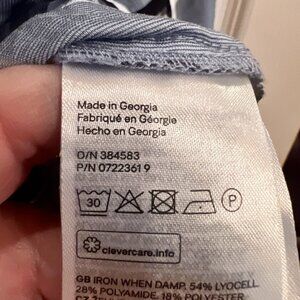 Made in Georgia
Fabriqué en Géorgie
Hecho en Georgia
O/N 384583
P/N 07223619
30 P
clevercare.info
GB IRON WHEN DAMP. 54% LYOCELL.
28% POLYAMIDE. 18% POLYESTER.